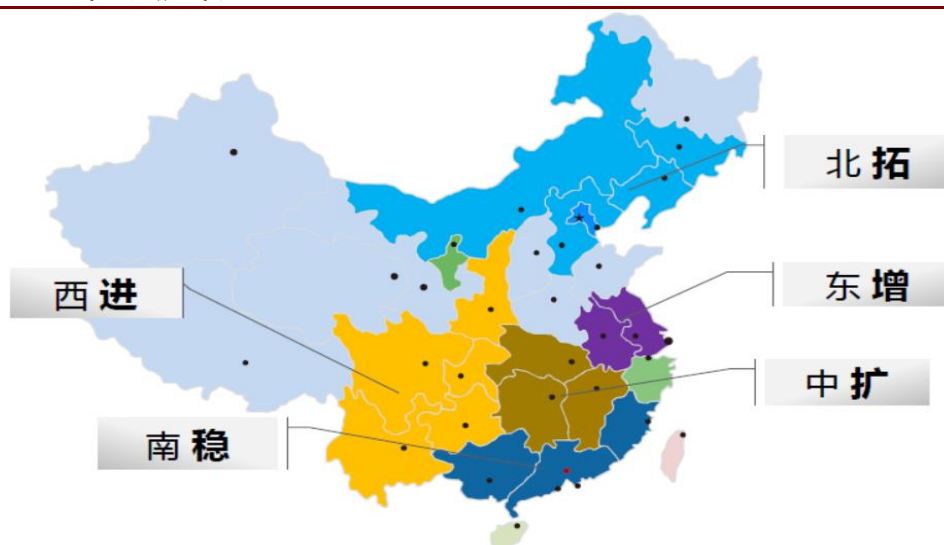 北 拓
东 增
西 进
中 扩
南 稳